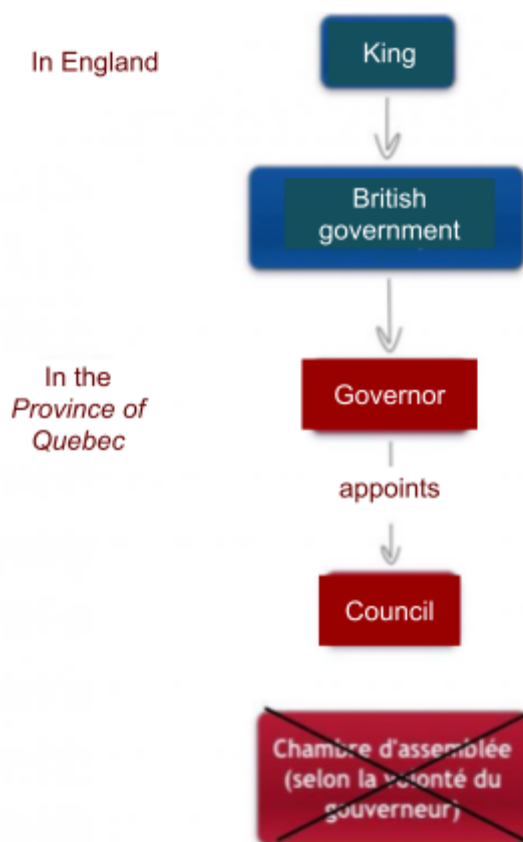 In England
King
British
government
In the
Province of
Quebec
Governor
appoints
Council
Chambre d'assemblée
(selon la volonté du
gouverneur)